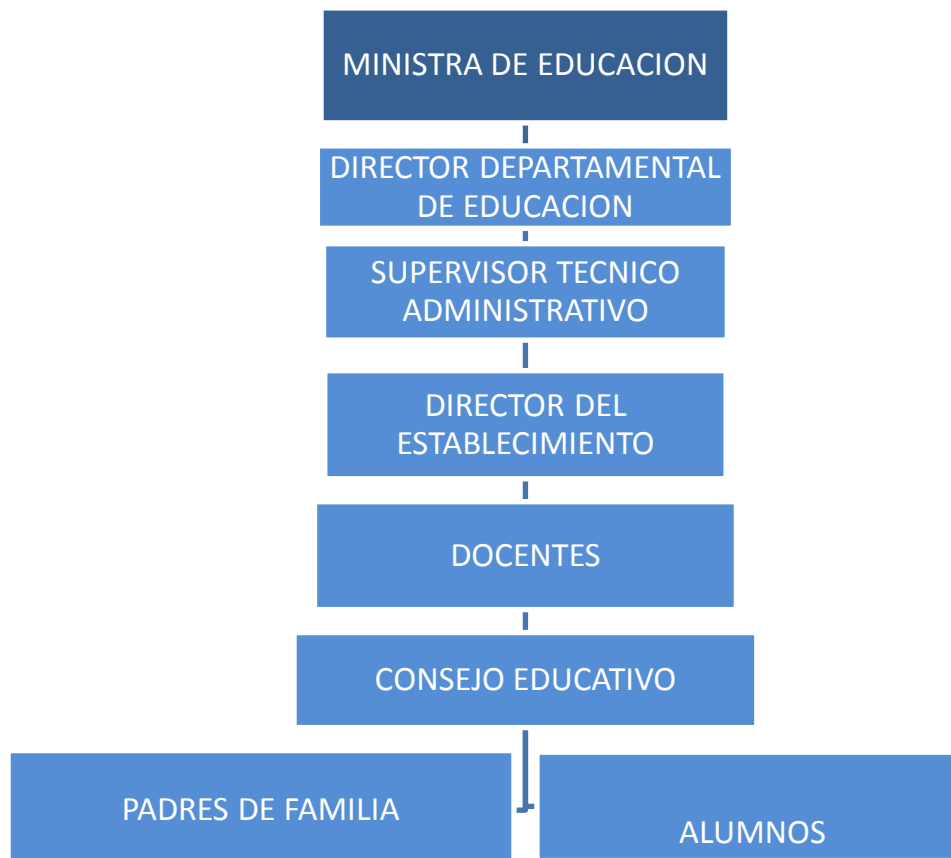 MINISTRA DE EDUCACION
DIRECTOR DEPARTAMENTAL
DE EDUCACION
SUPERVISOR TECNICO
ADMINISTRATIVO
DIRECTOR DEL
ESTABLECIMIENTO
DOCENTES
CONSEJO EDUCATIVO
PADRES DE FAMILIA
ALUMNOS